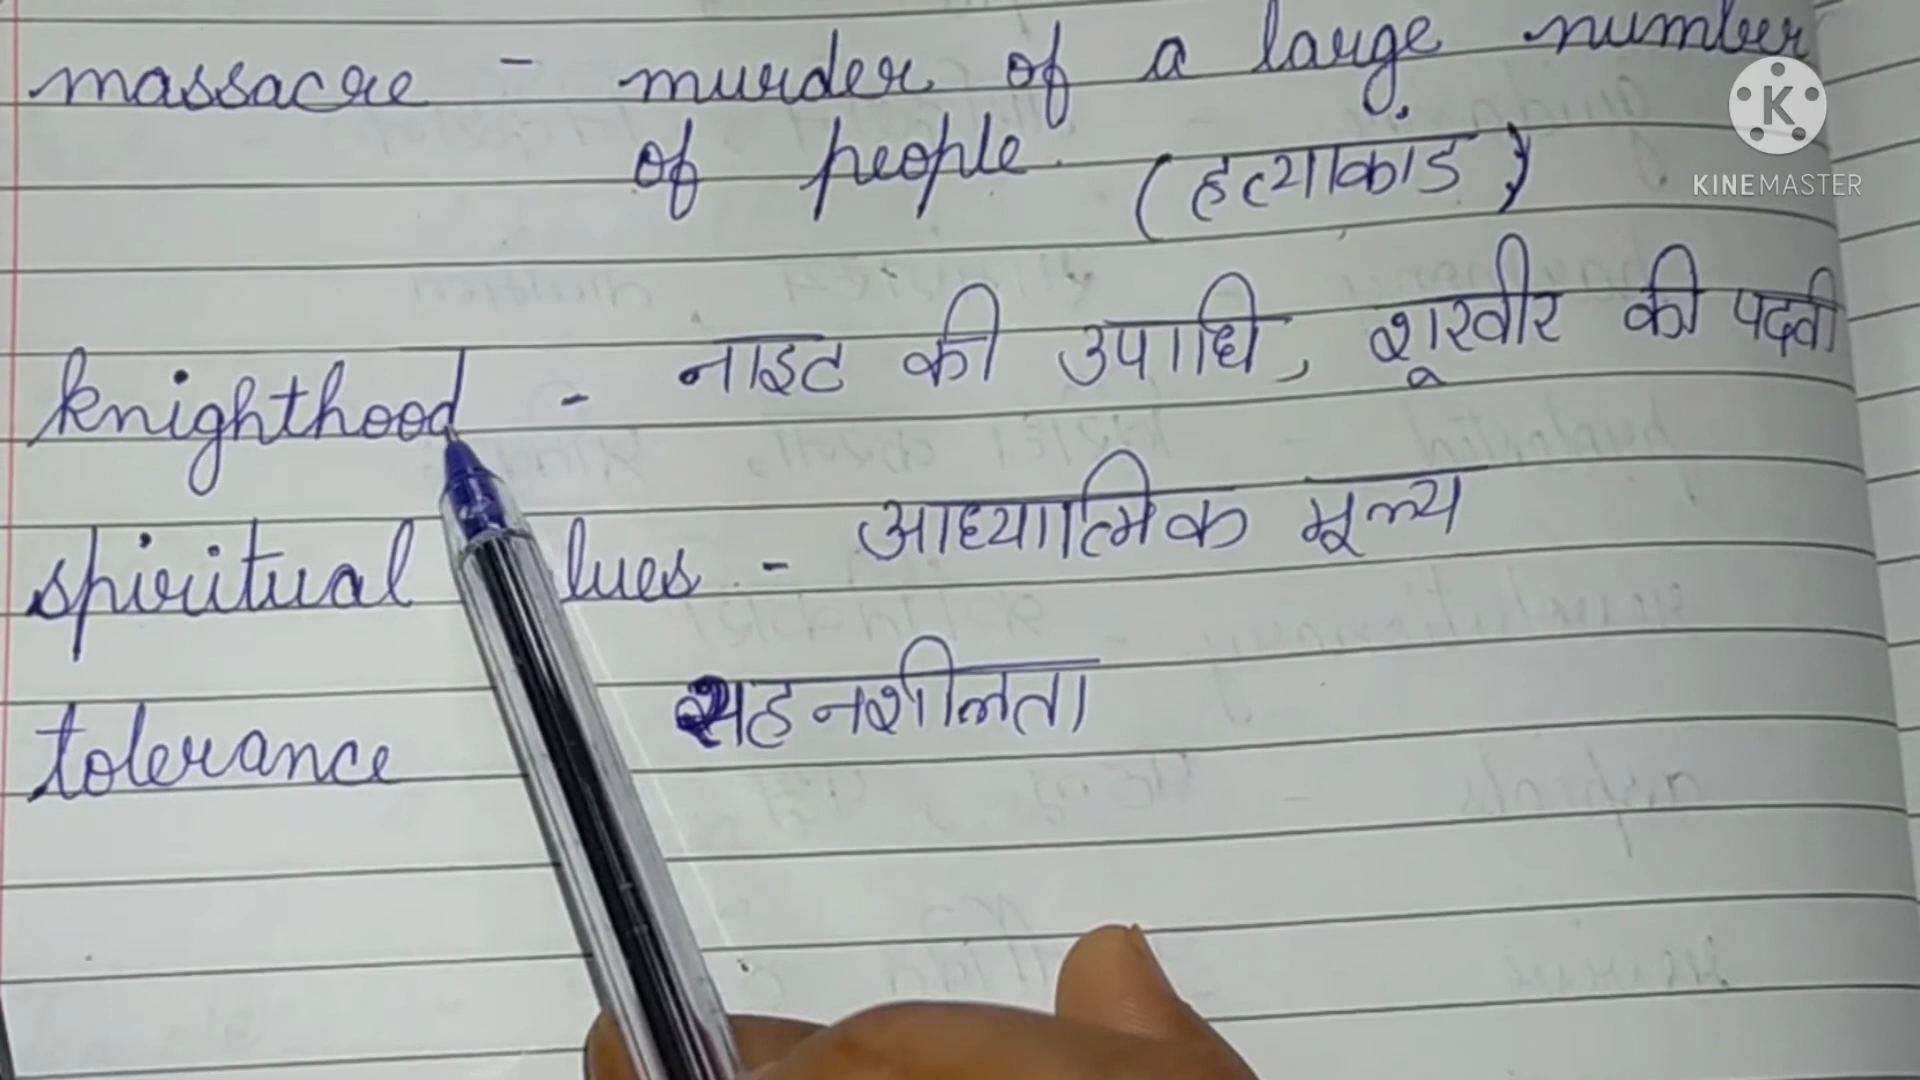 massacre - murder of a large number
of people. (हत्याकांड)
KINEMASTER
knighthood - नाइट की उपाधि, शूरवीर की पदवी
spiritual lues - आध्यात्मिक मूल्य
tolerance सहनशीलता